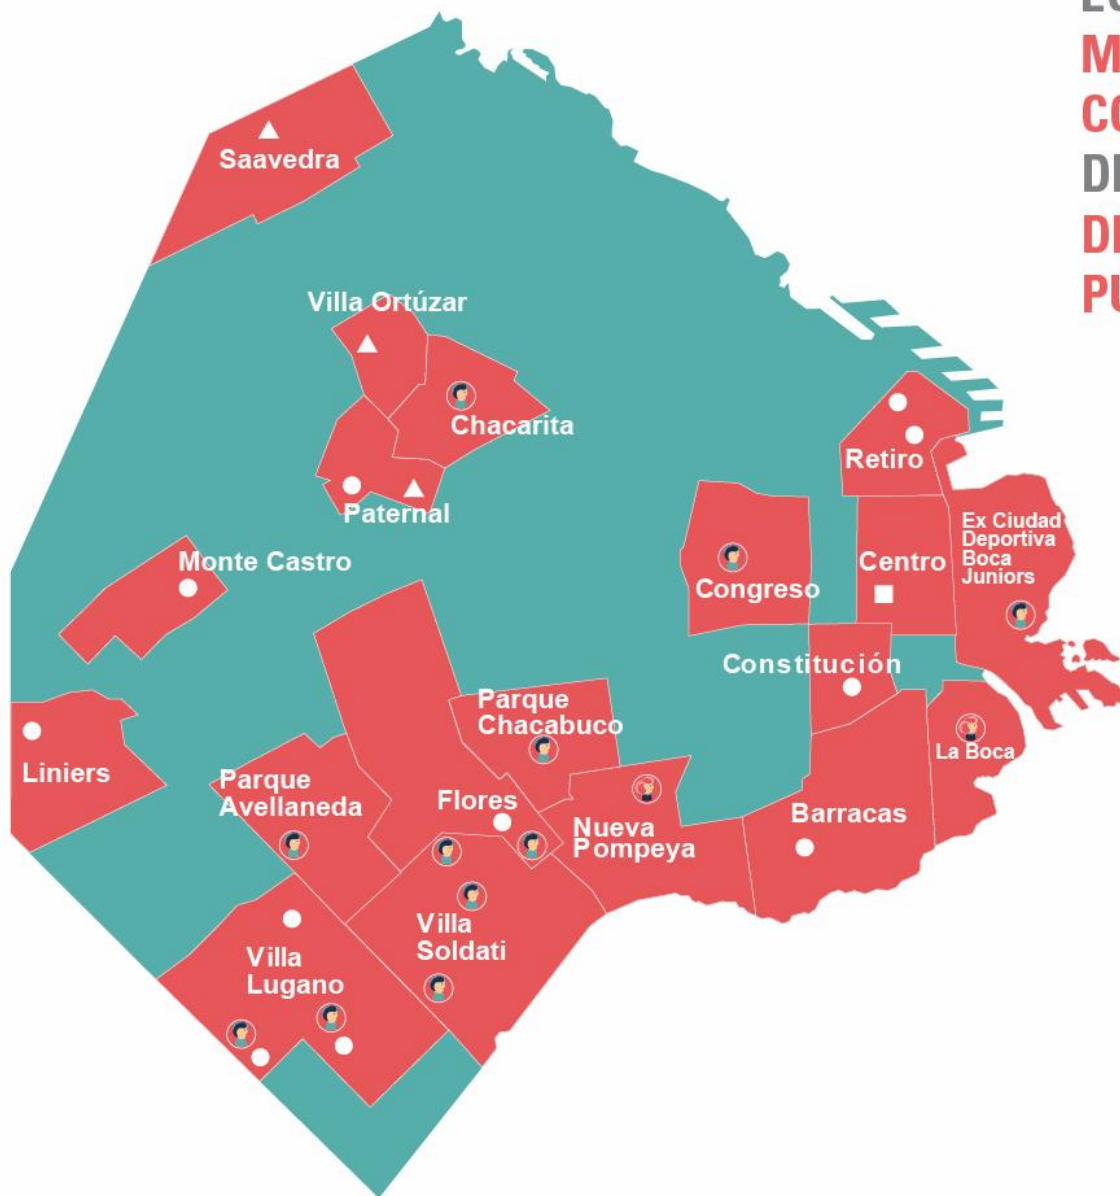 Saavedra
Villa Ortúzar
Chacarita
Paternal
Retiro
Monte Castro
Ex Ciudad
Deportiva
Boca
Juniors
Centro
Congreso
Constitución
Parque
Chacabuco
La Boca
Liniers
Parque
Avellaneda
Flores
Barracas
Nueva
Pompeya
Villa
Soldati
Villa
Lugano